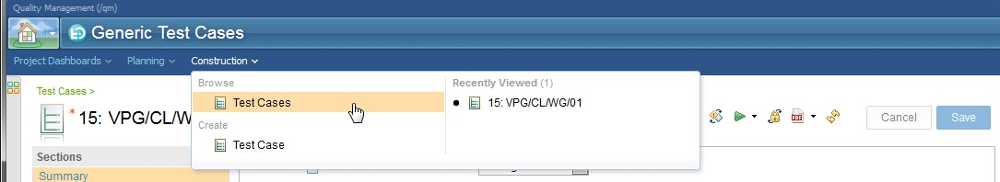 Quality Management (/qm)
Generic Test Cases
Project Dashboards Planning Construction
Browse
Test Cases
Create
Test Case
Recently Viewed (1)
15: VPG/CL/WG/01
Test Cases >
* 15: VPG/CL/W
PDF
Cancel Save
Sections
Summary